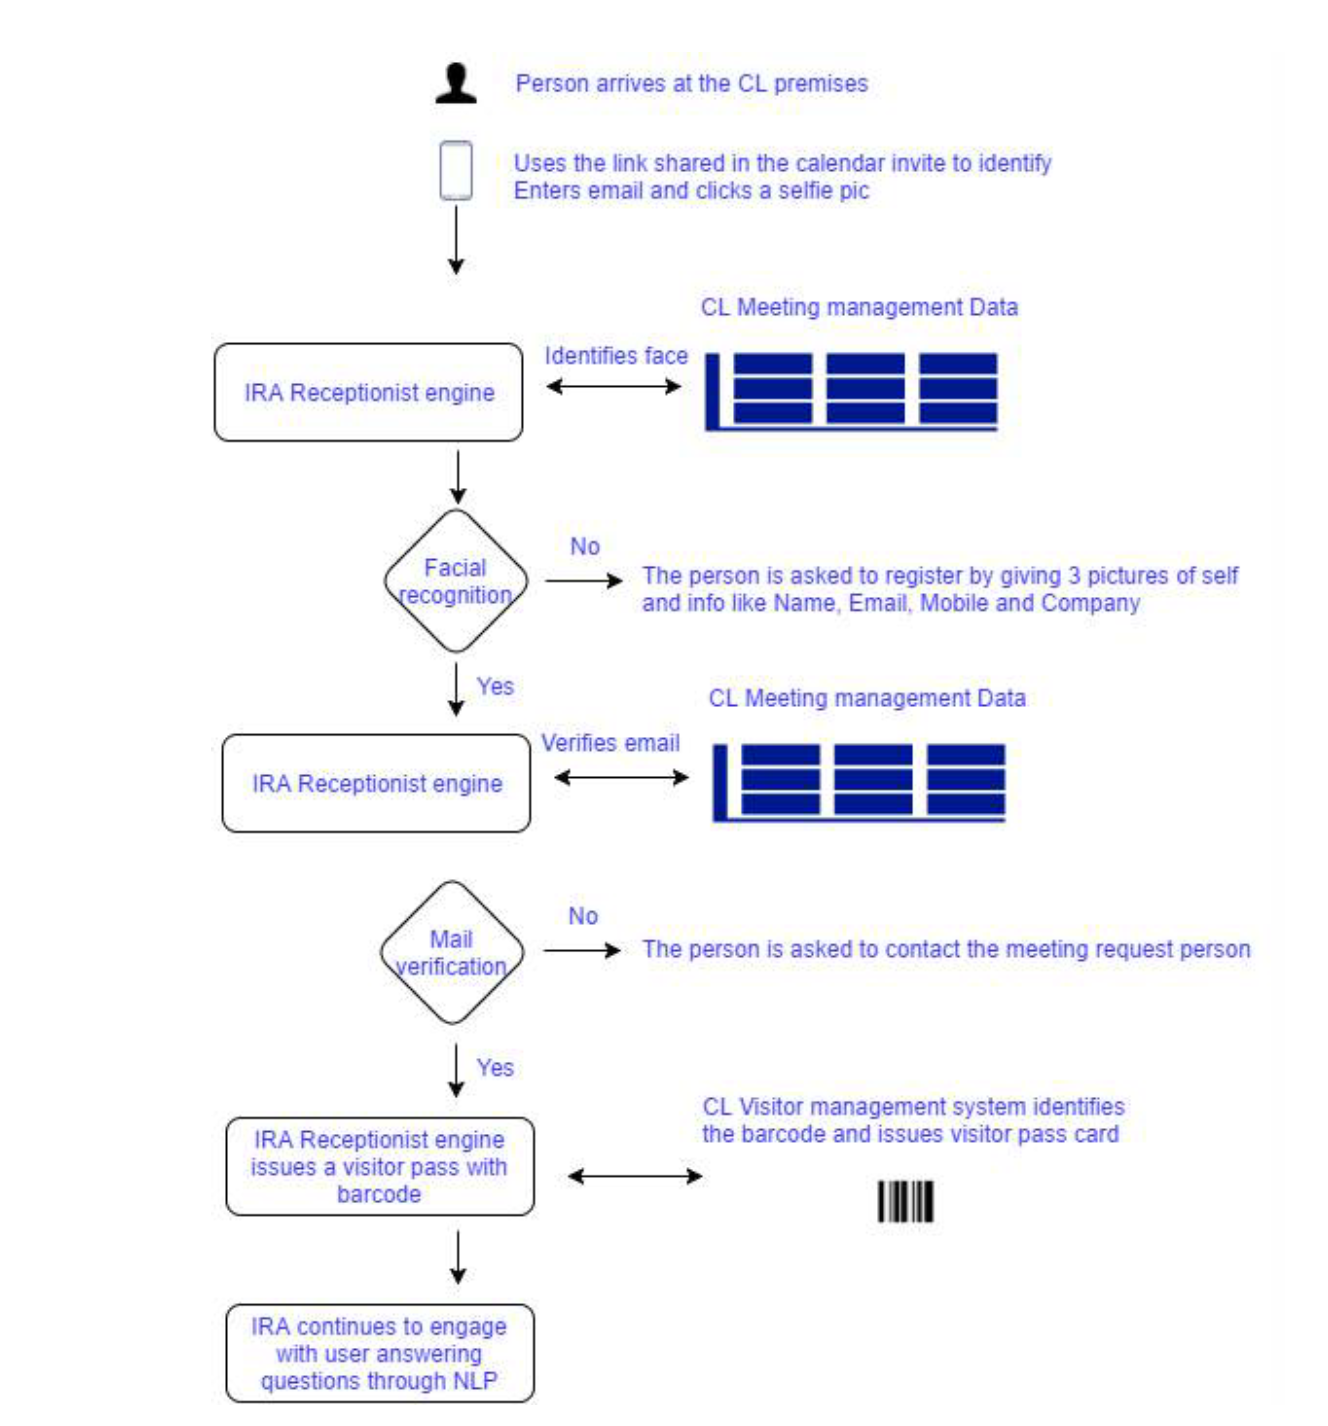 Person arrives at the CL premises
Uses the link shared in the calendar invite to identify
Enters email and clicks a selfie pic
CL Meeting management Data
Identifies face
IRA Receptionist engine
No
Facial
recognition
The person is asked to register by giving 3 pictures of self
and info like Name, Email, Mobile and Company
Yes
CL Meeting management Data
Verifies email
IRA Receptionist engine
No
Mail
verification
The person is asked to contact the meeting request person
Yes
CL Visitor management system identifies
the barcode and issues visitor pass card
IRA Receptionist engine
issues a visitor pass with
barcode
IRA continues to engage
with user answering
questions through NLP